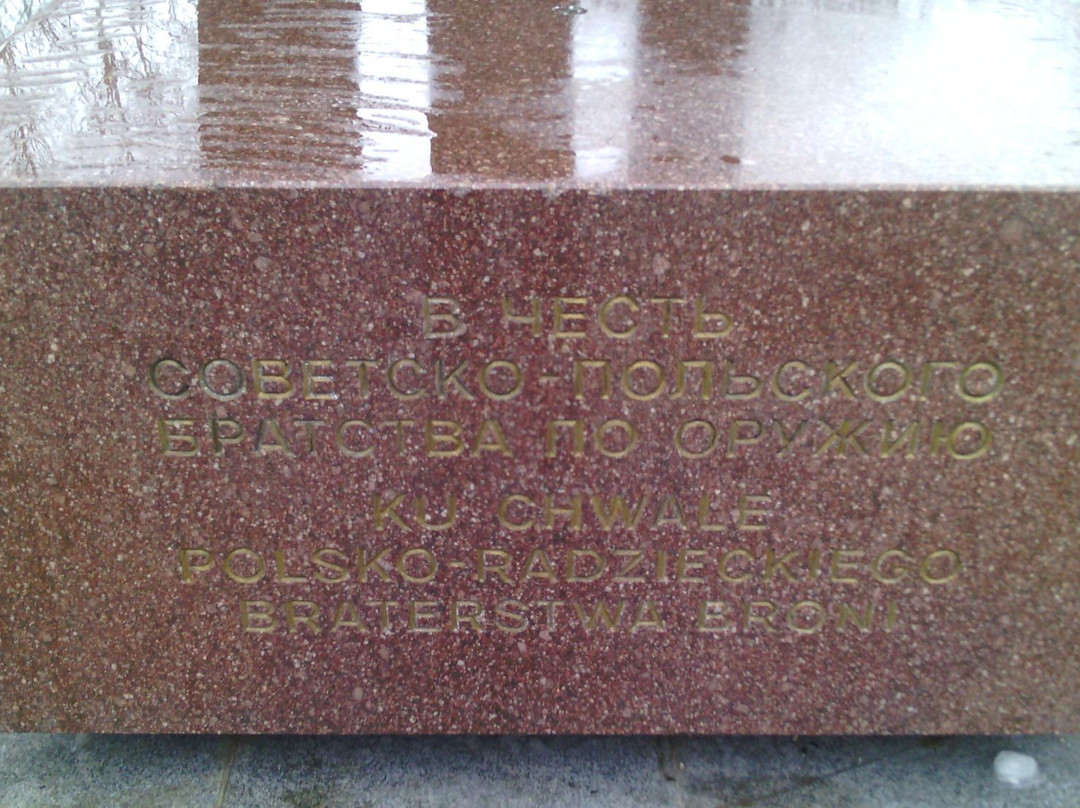 В ЧЕСТЬ
СОВЕТСКО-ПОЛЬСКОГО
БРАТСТВА ПО ОРУЖИЮ
KU CHWALE
POLSKO-RADZIECKIEGO
BRATERSTWA BRONI